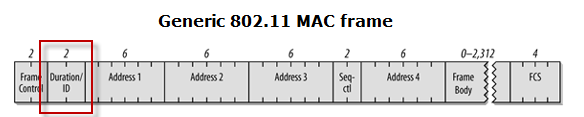 Generic 802.11 MAC frame
2 2 6 6 6 2 6 0–2,312 4
Frame Duration/ Address 1 Address 2 Address 3 Seq- Address 4 Frame FCS
Control ID ctl Body